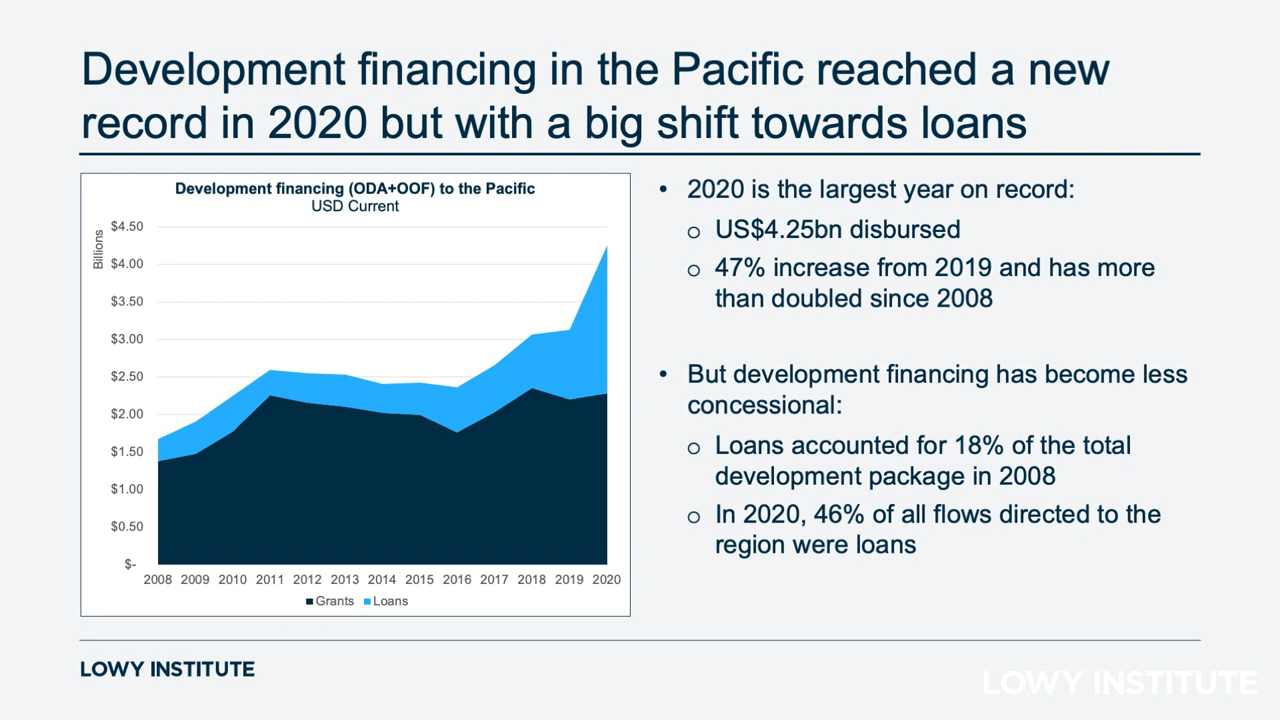 Development financing in the Pacific reached a new
record in 2020 but with a big shift towards loans
Development financing (ODA+OOF) to the Pacific
USD Current
Billions
$4.50
$4.00
$3.50
$3.00
$2.50
$2.00
$1.50
$1.00
$0.50
$-
2008 2009 2010 2011 2012 2013 2014 2015 2016 2017 2018 2019 2020
Grants Loans
• 2020 is the largest year on record:
o US$4.25bn disbursed
o 47% increase from 2019 and has more
than doubled since 2008
• But development financing has become less
concessional:
o Loans accounted for 18% of the total
development package in 2008
o In 2020, 46% of all flows directed to the
region were loans
LOWY INSTITUTE
LOWY INSTITUTE